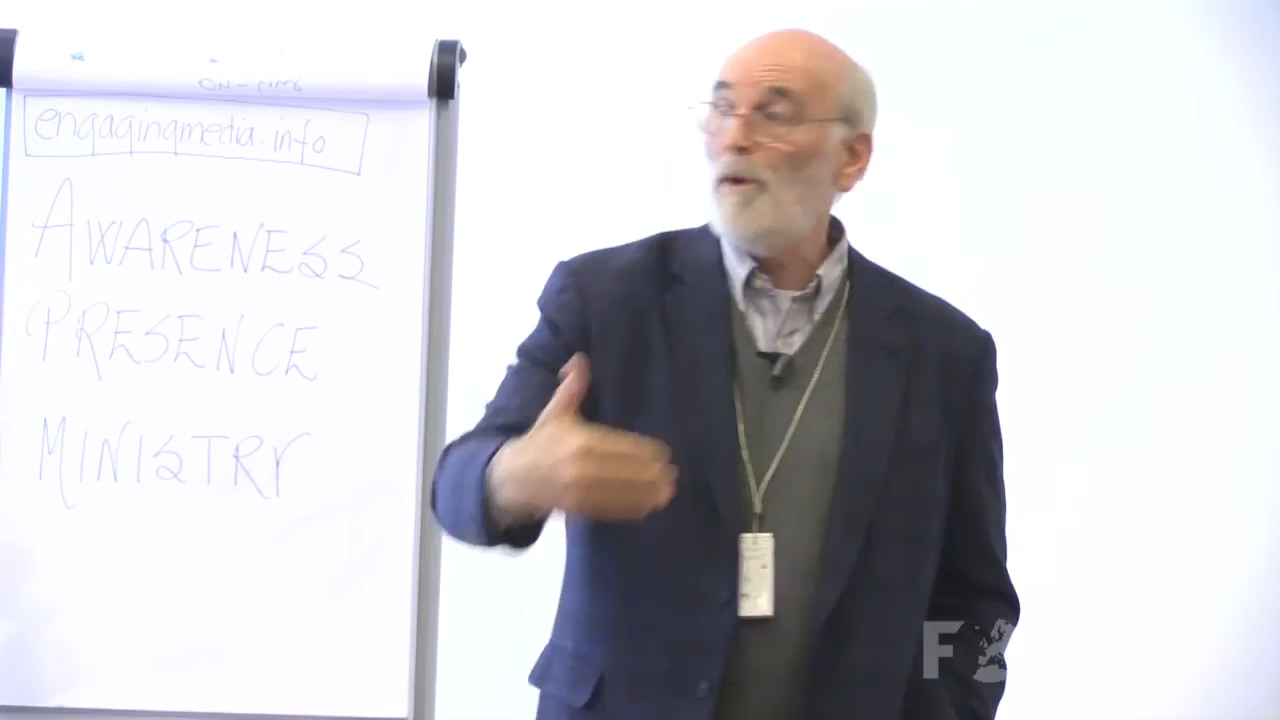 engagingmedia.info
AWARENESS
PRESENCE
MINISTRY
F